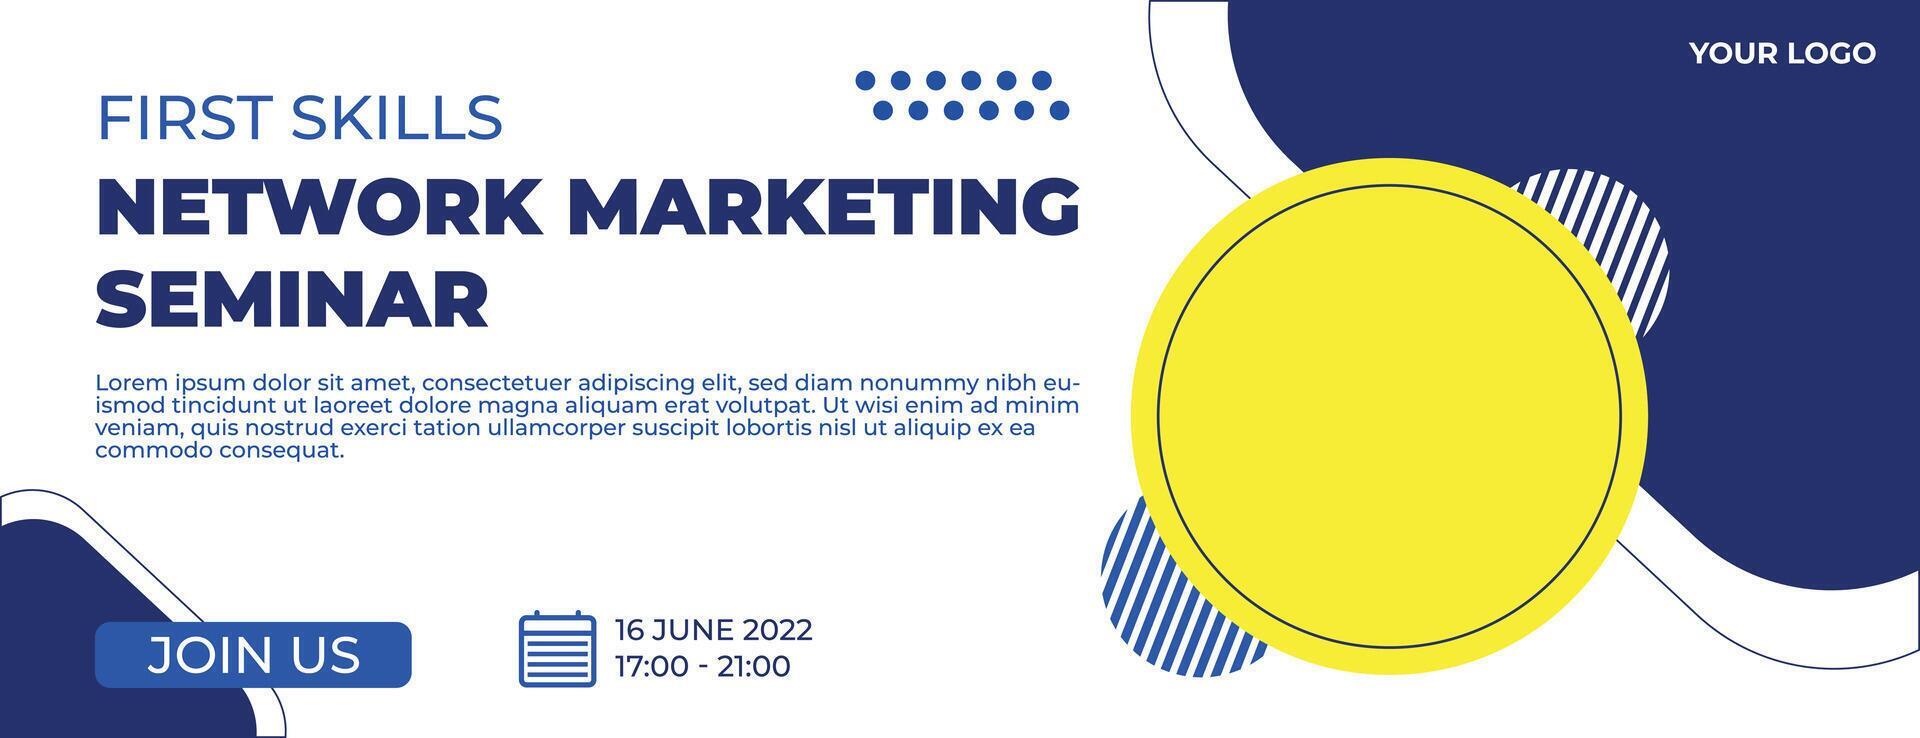 YOUR LOGO
FIRST SKILLS
NETWORK MARKETING
SEMINAR
Lorem ipsum dolor sit amet, consectetuer adipiscing elit, sed diam nonummy nibh eu-
ismod tincidunt ut laoreet dolore magna aliquam erat volutpat. Ut wisi enim ad minim
veniam, quis nostrud exerci tation ullamcorper suscipit lobortis nisl ut aliquip ex ea
commodo consequat.
JOIN US
16 JUNE 2022
17:00 - 21:00